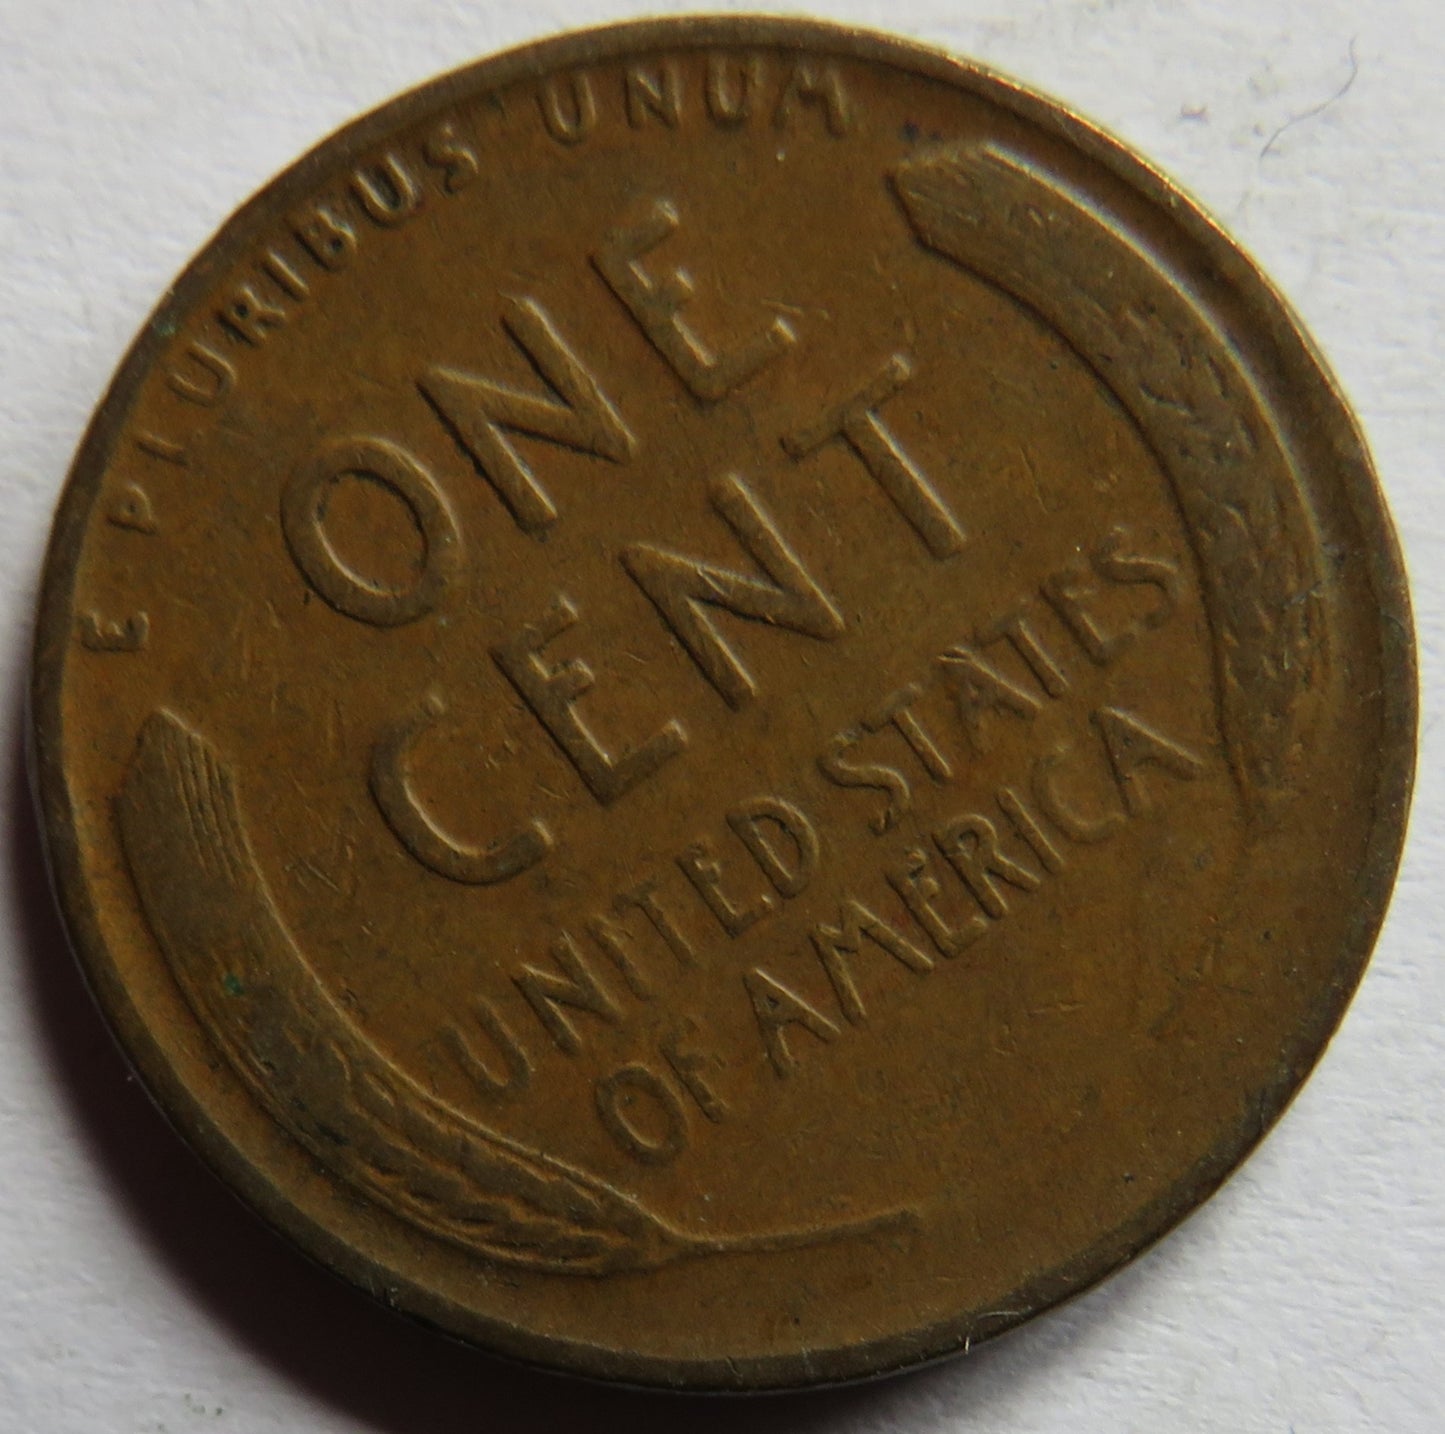 E PLURIBUS UNUM
ONE
CENT
UNITED STATES
OF AMERICA